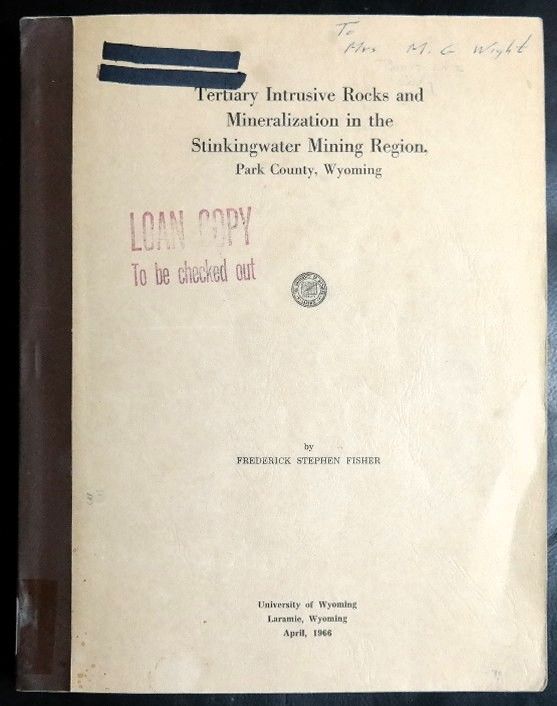 To
Mrs M. G Wright
Tertiary Intrusive Rocks and
Mineralization in the
Stinkingwater Mining Region,
Park County, Wyoming
LOAN COPY
To be checked out
by
FREDERICK STEPHEN FISHER
University of Wyoming
Laramie, Wyoming
April, 1966